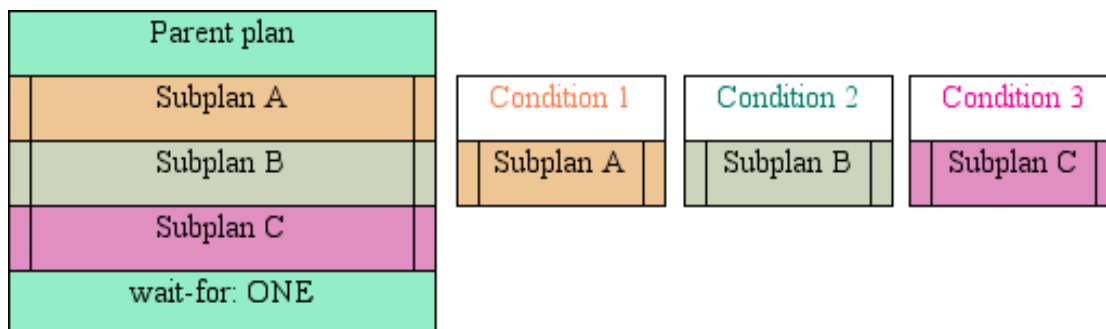 Parent plan
Subplan A
Subplan B
Subplan C
wait-for: ONE
Condition 1
Subplan A
Condition 2
Subplan B
Condition 3
Subplan C